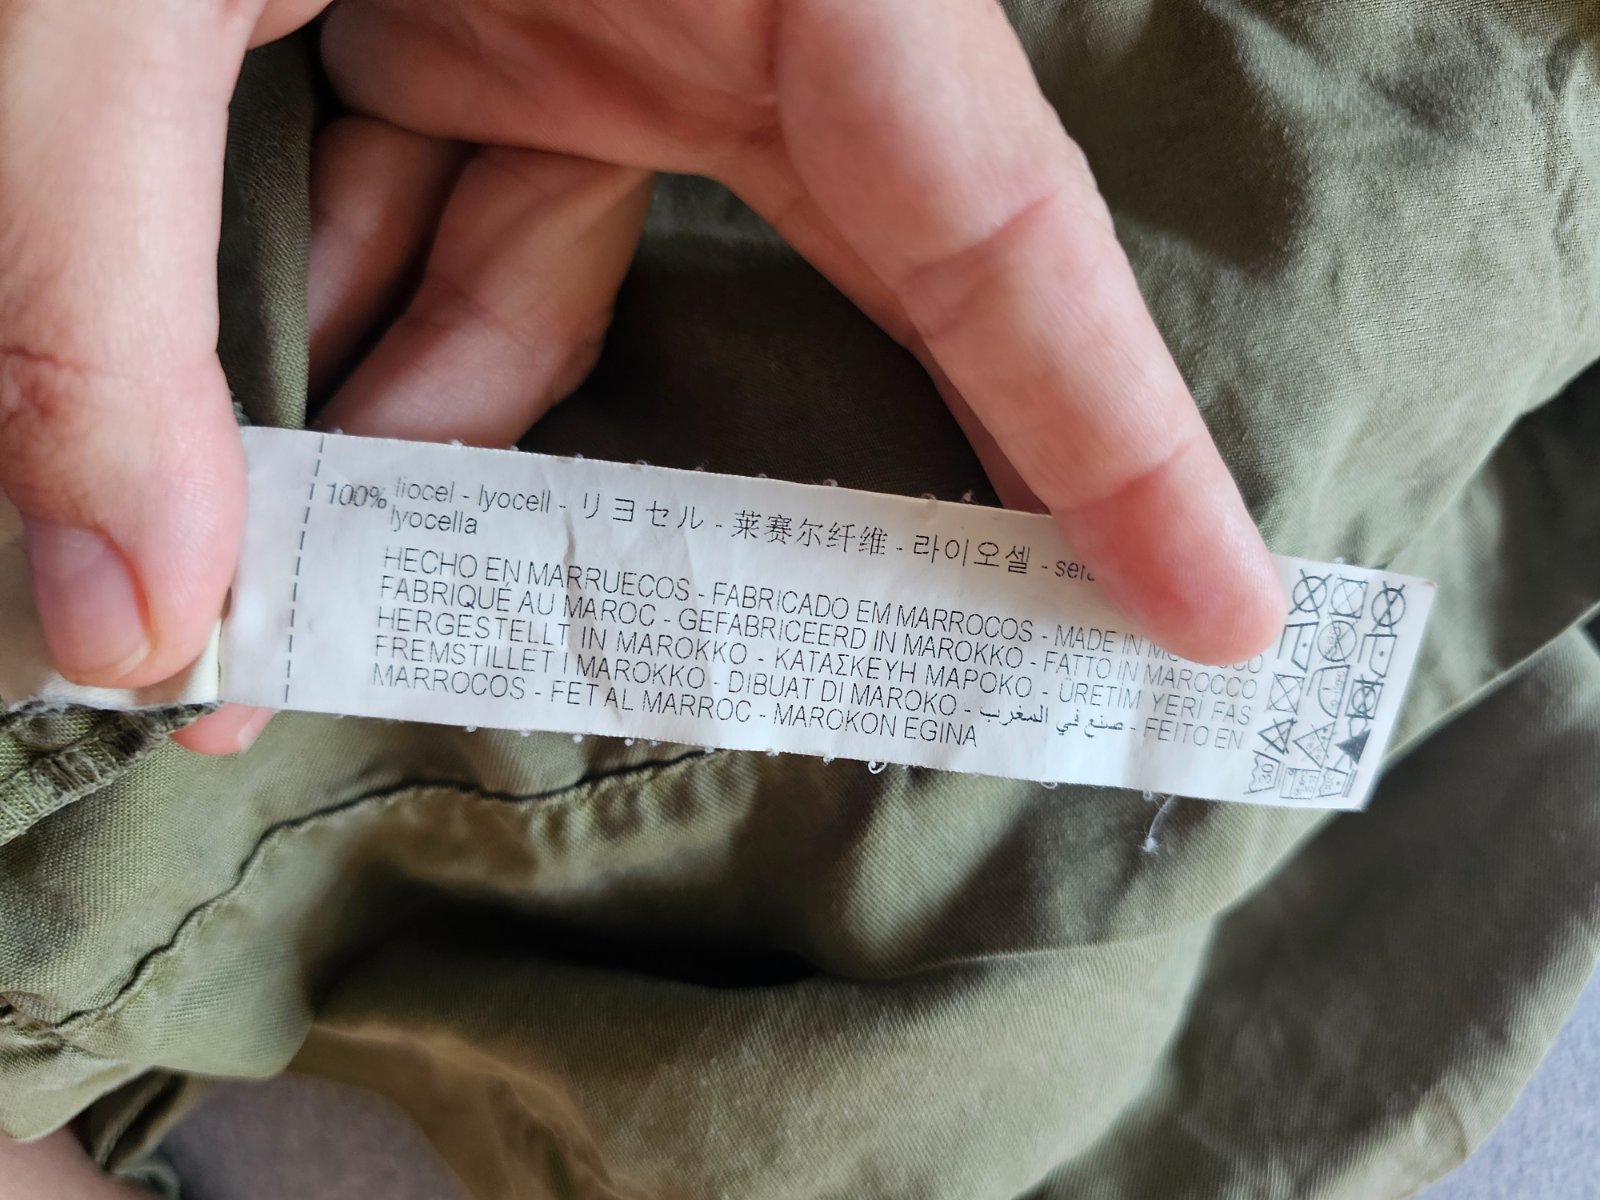 100% liocel - lyocell - リヨセル - 莱赛尔纤维 - 라이오셀 -
lyocella
HECHO EN MARRUECOS - FABRICADO EM MARROCOS - MADE IN
FABRIQUÉ AU MAROC - GEFABRICEERD IN MAROKKO - FATTO IN MAROCCO
HERGESTELLT IN MAROKKO - ΚΑΤΑΣΚΕΥΗ ΜΑΡΟΚΟ - ÜRETİM YERİ FAS
FREMSTILLET I MAROKKO - DIBUAT DI MAROKO - صنع في المغرب - FEITO EN
MARROCOS - FET AL MARROC - MAROKON EGINA
30